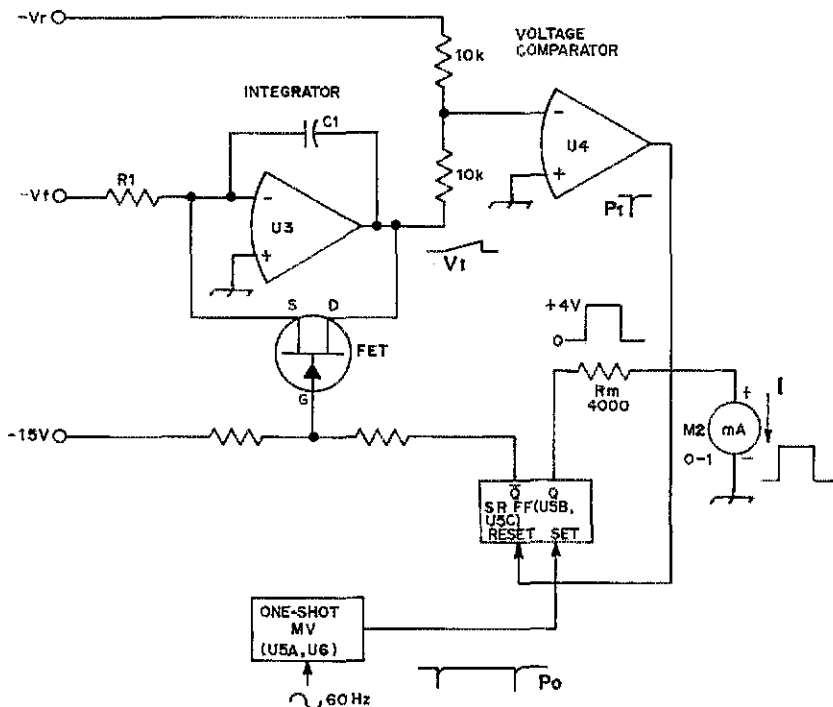 -Vr
10k
VOLTAGE
COMPARATOR
INTEGRATOR
C1
-
U4
+
10k
-Vf
R1
-
U3
+
Pt
Vt
S D
FET
G
+4V
0
Rm
4000
I
+
M2 mA
0-1 -
-15V
Q̅ Q
SR FF(U5B,
U5C)
RESET SET
ONE-SHOT
MV
(U5A, U6)
Po
60Hz